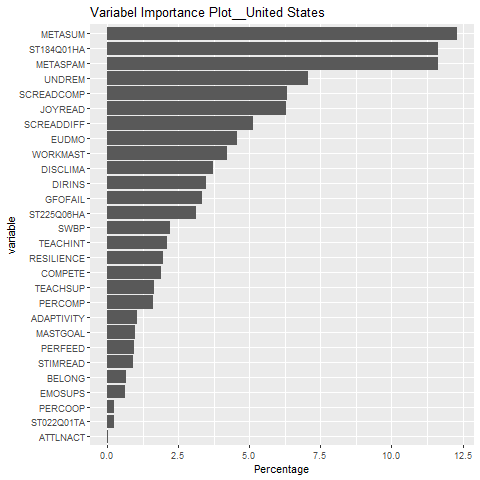 Variabel Importance Plot__United States
METASUM
ST184Q01HA
METASPAM
UNDREM
SCREADCOMP
JOYREAD
SCREADDIFF
EUDMO
WORKMAST
DISCLIMA
DIRINS
GFOFAIL
ST225Q06HA
SWBP
TEACHINT
RESILIENCE
COMPETE
TEACHSUP
PERCOMP
ADAPTIVITY
MASTGOAL
PERFEED
STIMREAD
BELONG
EMOSUPS
PERCOOP
ST022Q01TA
ATTLNACT
variable
0.0 2.5 5.0 7.5 10.0 12.5
Percentage